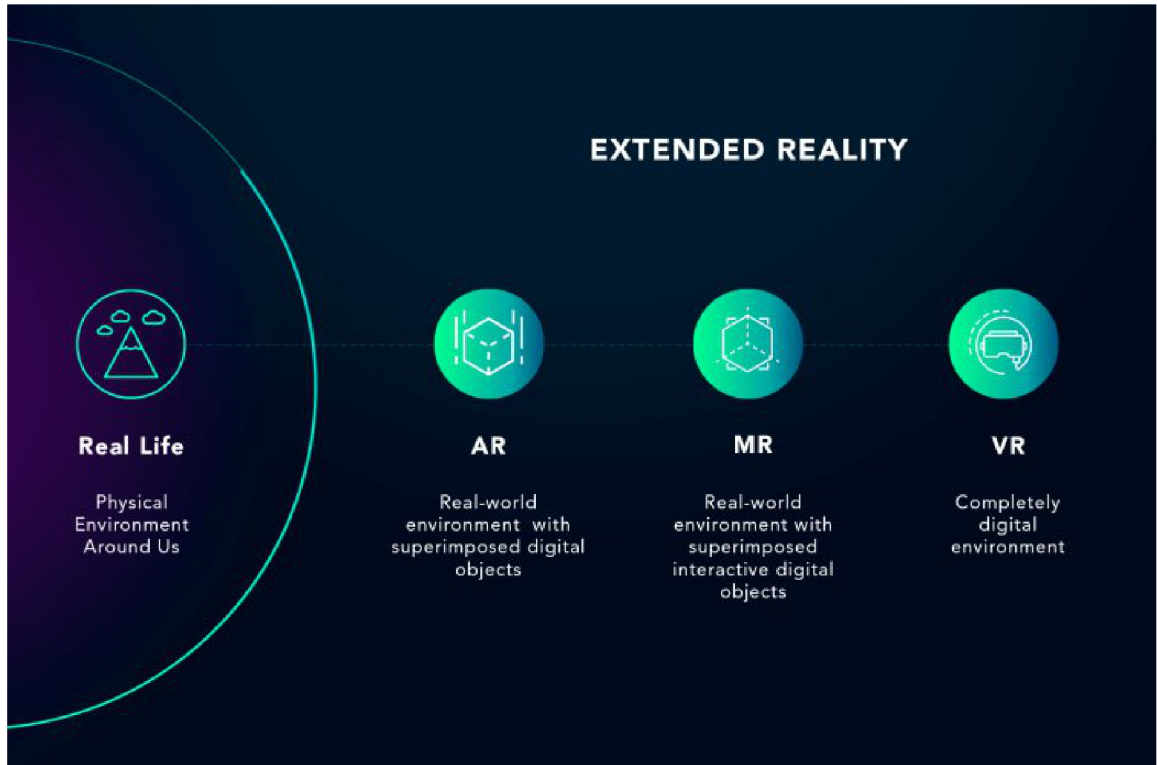 EXTENDED REALITY
Real Life
Physical
Environment
Around Us
AR
Real-world
environment with
superimposed digital
objects
MR
Real-world
environment with
superimposed
interactive digital
objects
VR
Completely
digital
environment